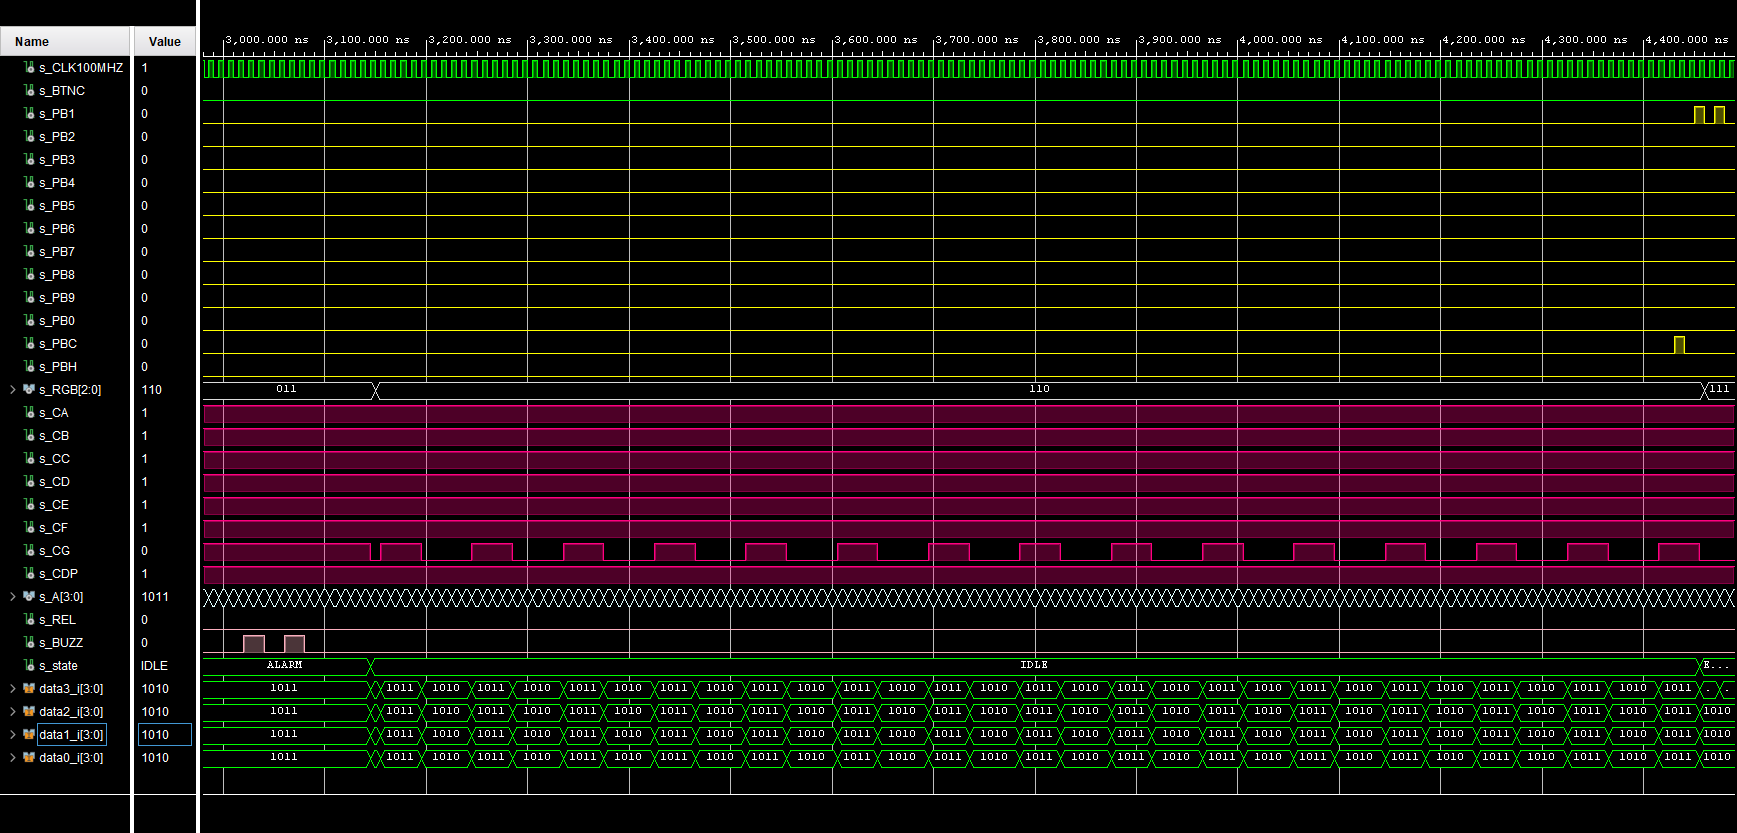 Name Value 3,000.000 ns 3,100.000 ns 3,200.000 ns 3,300.000 ns 3,400.000 ns 3,500.000 ns 3,600.000 ns 3,700.000 ns 3,800.000 ns 3,900.000 ns 4,000.000 ns 4,100.000 ns 4,200.000 ns 4,300.000 ns 4,400.000 ns
s_CLK100MHZ 1
s_BTNC 0
s_PB1 0
s_PB2 0
s_PB3 0
s_PB4 0
s_PB5 0
s_PB6 0
s_PB7 0
s_PB8 0
s_PB9 0
s_PB0 0
s_PBC 0
s_PBH 0
s_RGB[2:0] 110 011 110 111
s_CA 1
s_CB 1
s_CC 1
s_CD 1
s_CE 1
s_CF 1
s_CG 0
s_CDP 1
s_A[3:0] 1011
s_REL 0
s_BUZZ 0
s_state IDLE ALARM IDLE E...
data3_i[3:0] 1010 1011 1011 1010 1011 1010 1011 1010 1011 1010 1011 1010 1011 1010 1011 1010 1011 1010 1011 1010 1011 1010 1011 1010 1011 1010 1011 1010 1011 1010 1011 . .
data2_i[3:0] 1010 1011 1011 1010 1011 1010 1011 1010 1011 1010 1011 1010 1011 1010 1011 1010 1011 1010 1011 1010 1011 1010 1011 1010 1011 1010 1011 1010 1011 1010 1011 1010
data1_i[3:0] 1010 1011 1011 1010 1011 1010 1011 1010 1011 1010 1011 1010 1011 1010 1011 1010 1011 1010 1011 1010 1011 1010 1011 1010 1011 1010 1011 1010 1011 1010 1011 1010
data0_i[3:0] 1010 1011 1011 1010 1011 1010 1011 1010 1011 1010 1011 1010 1011 1010 1011 1010 1011 1010 1011 1010 1011 1010 1011 1010 1011 1010 1011 1010 1011 1010 1011 1010